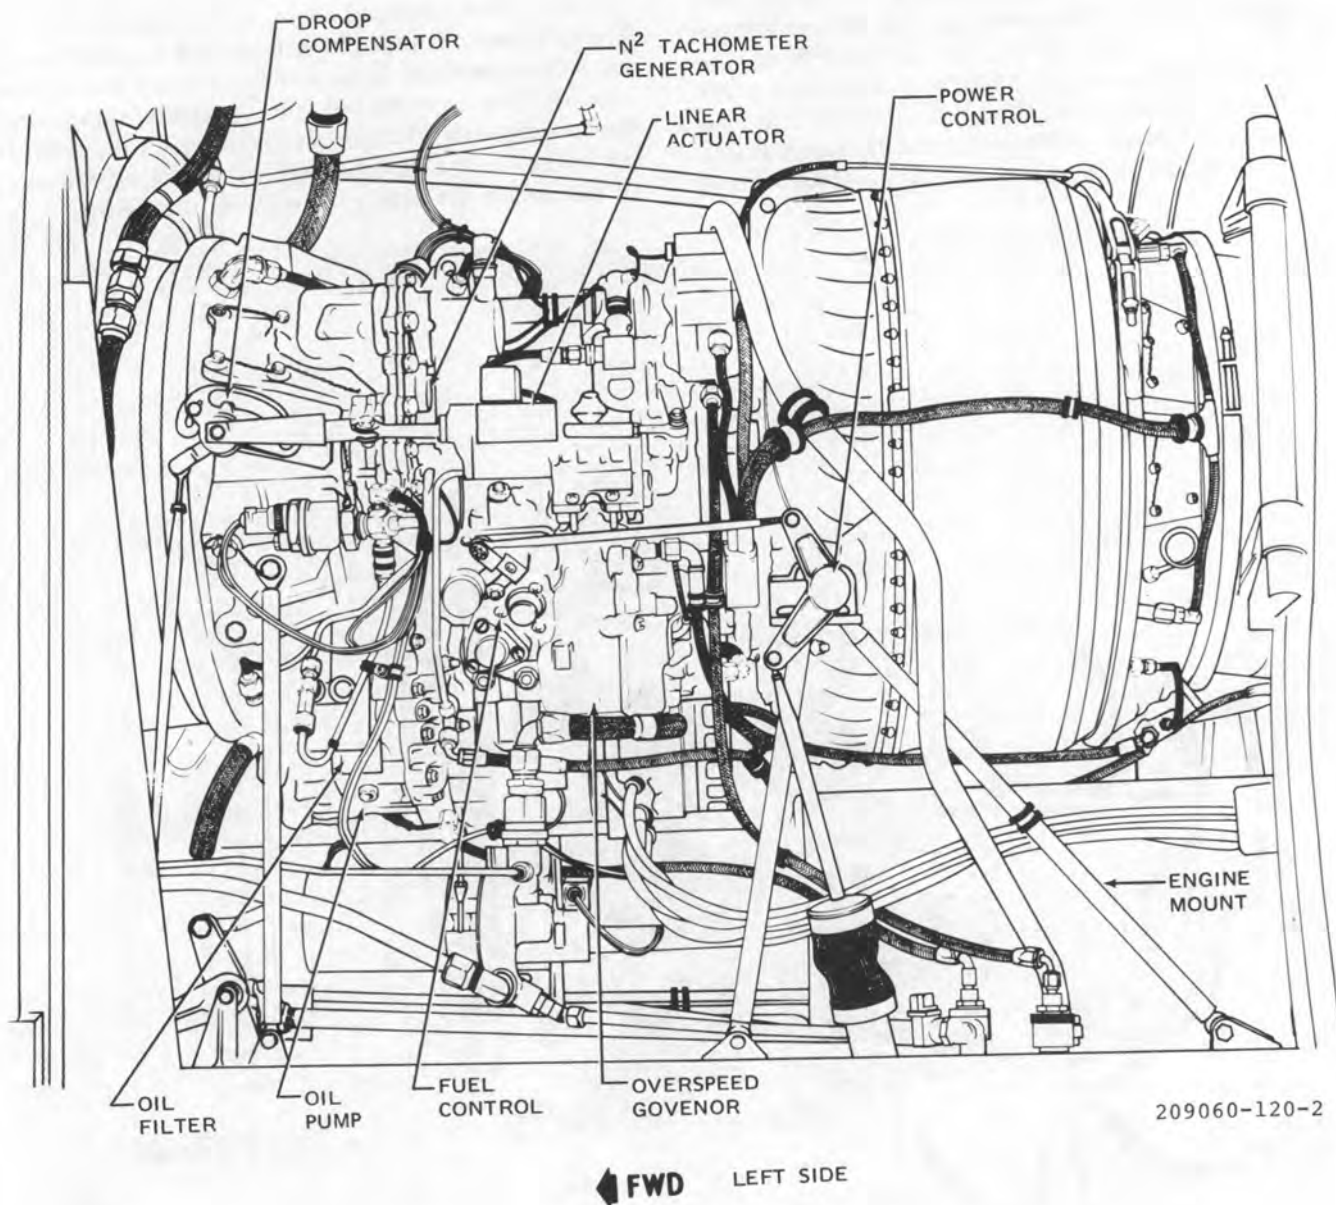 DROOP
COMPENSATOR
N² TACHOMETER
GENERATOR
LINEAR
ACTUATOR
POWER
CONTROL
ENGINE
MOUNT
OIL
FILTER
OIL
PUMP
FUEL
CONTROL
OVERSPEED
GOVENOR
209060-120-2
FWD
LEFT SIDE